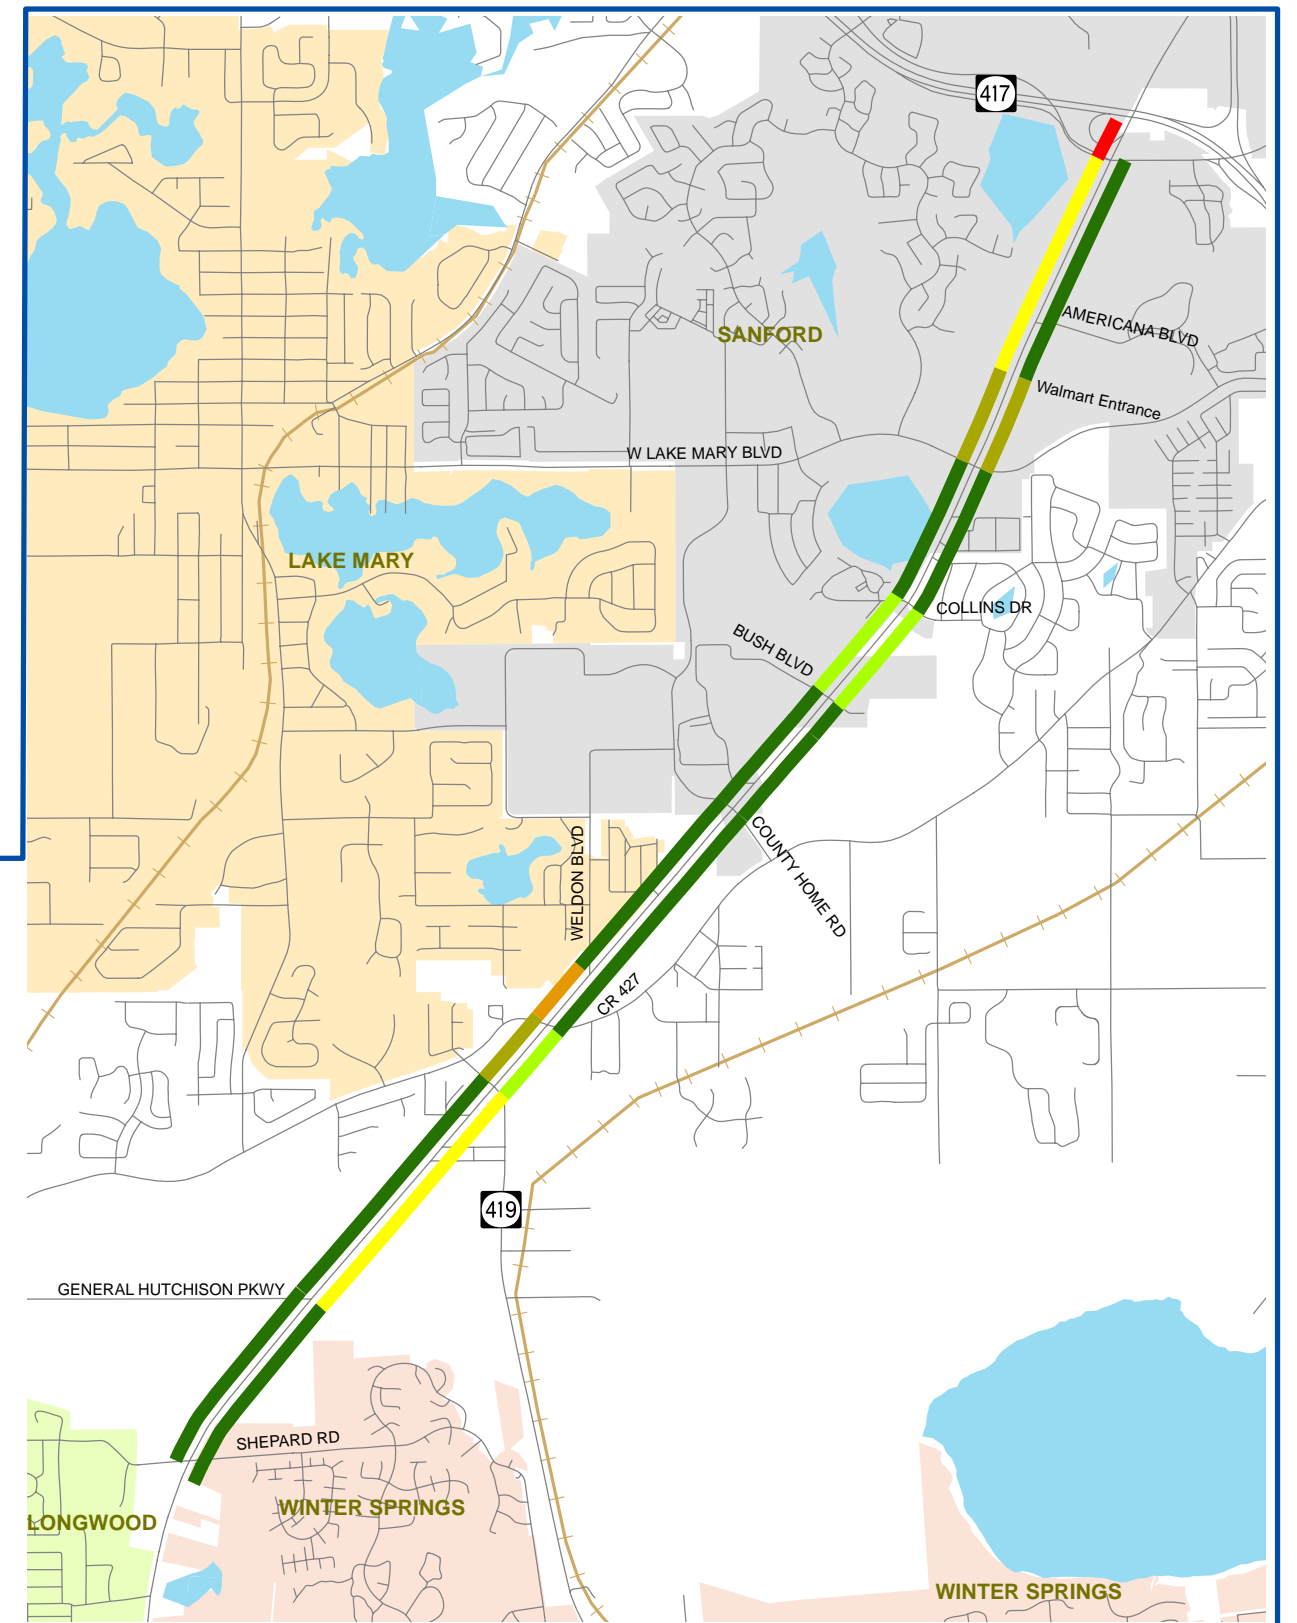 417
AMERICANA BLVD
SANFORD
Walmart Entrance
W LAKE MARY BLVD
LAKE MARY
COLLINS DR
BUSH BLVD
COUNTY HOME RD
WELDON BLVD
CR 427
419
GENERAL HUTCHISON PKWY
SHEPARD RD
WINTER SPRINGS
LONGWOOD
WINTER SPRINGS